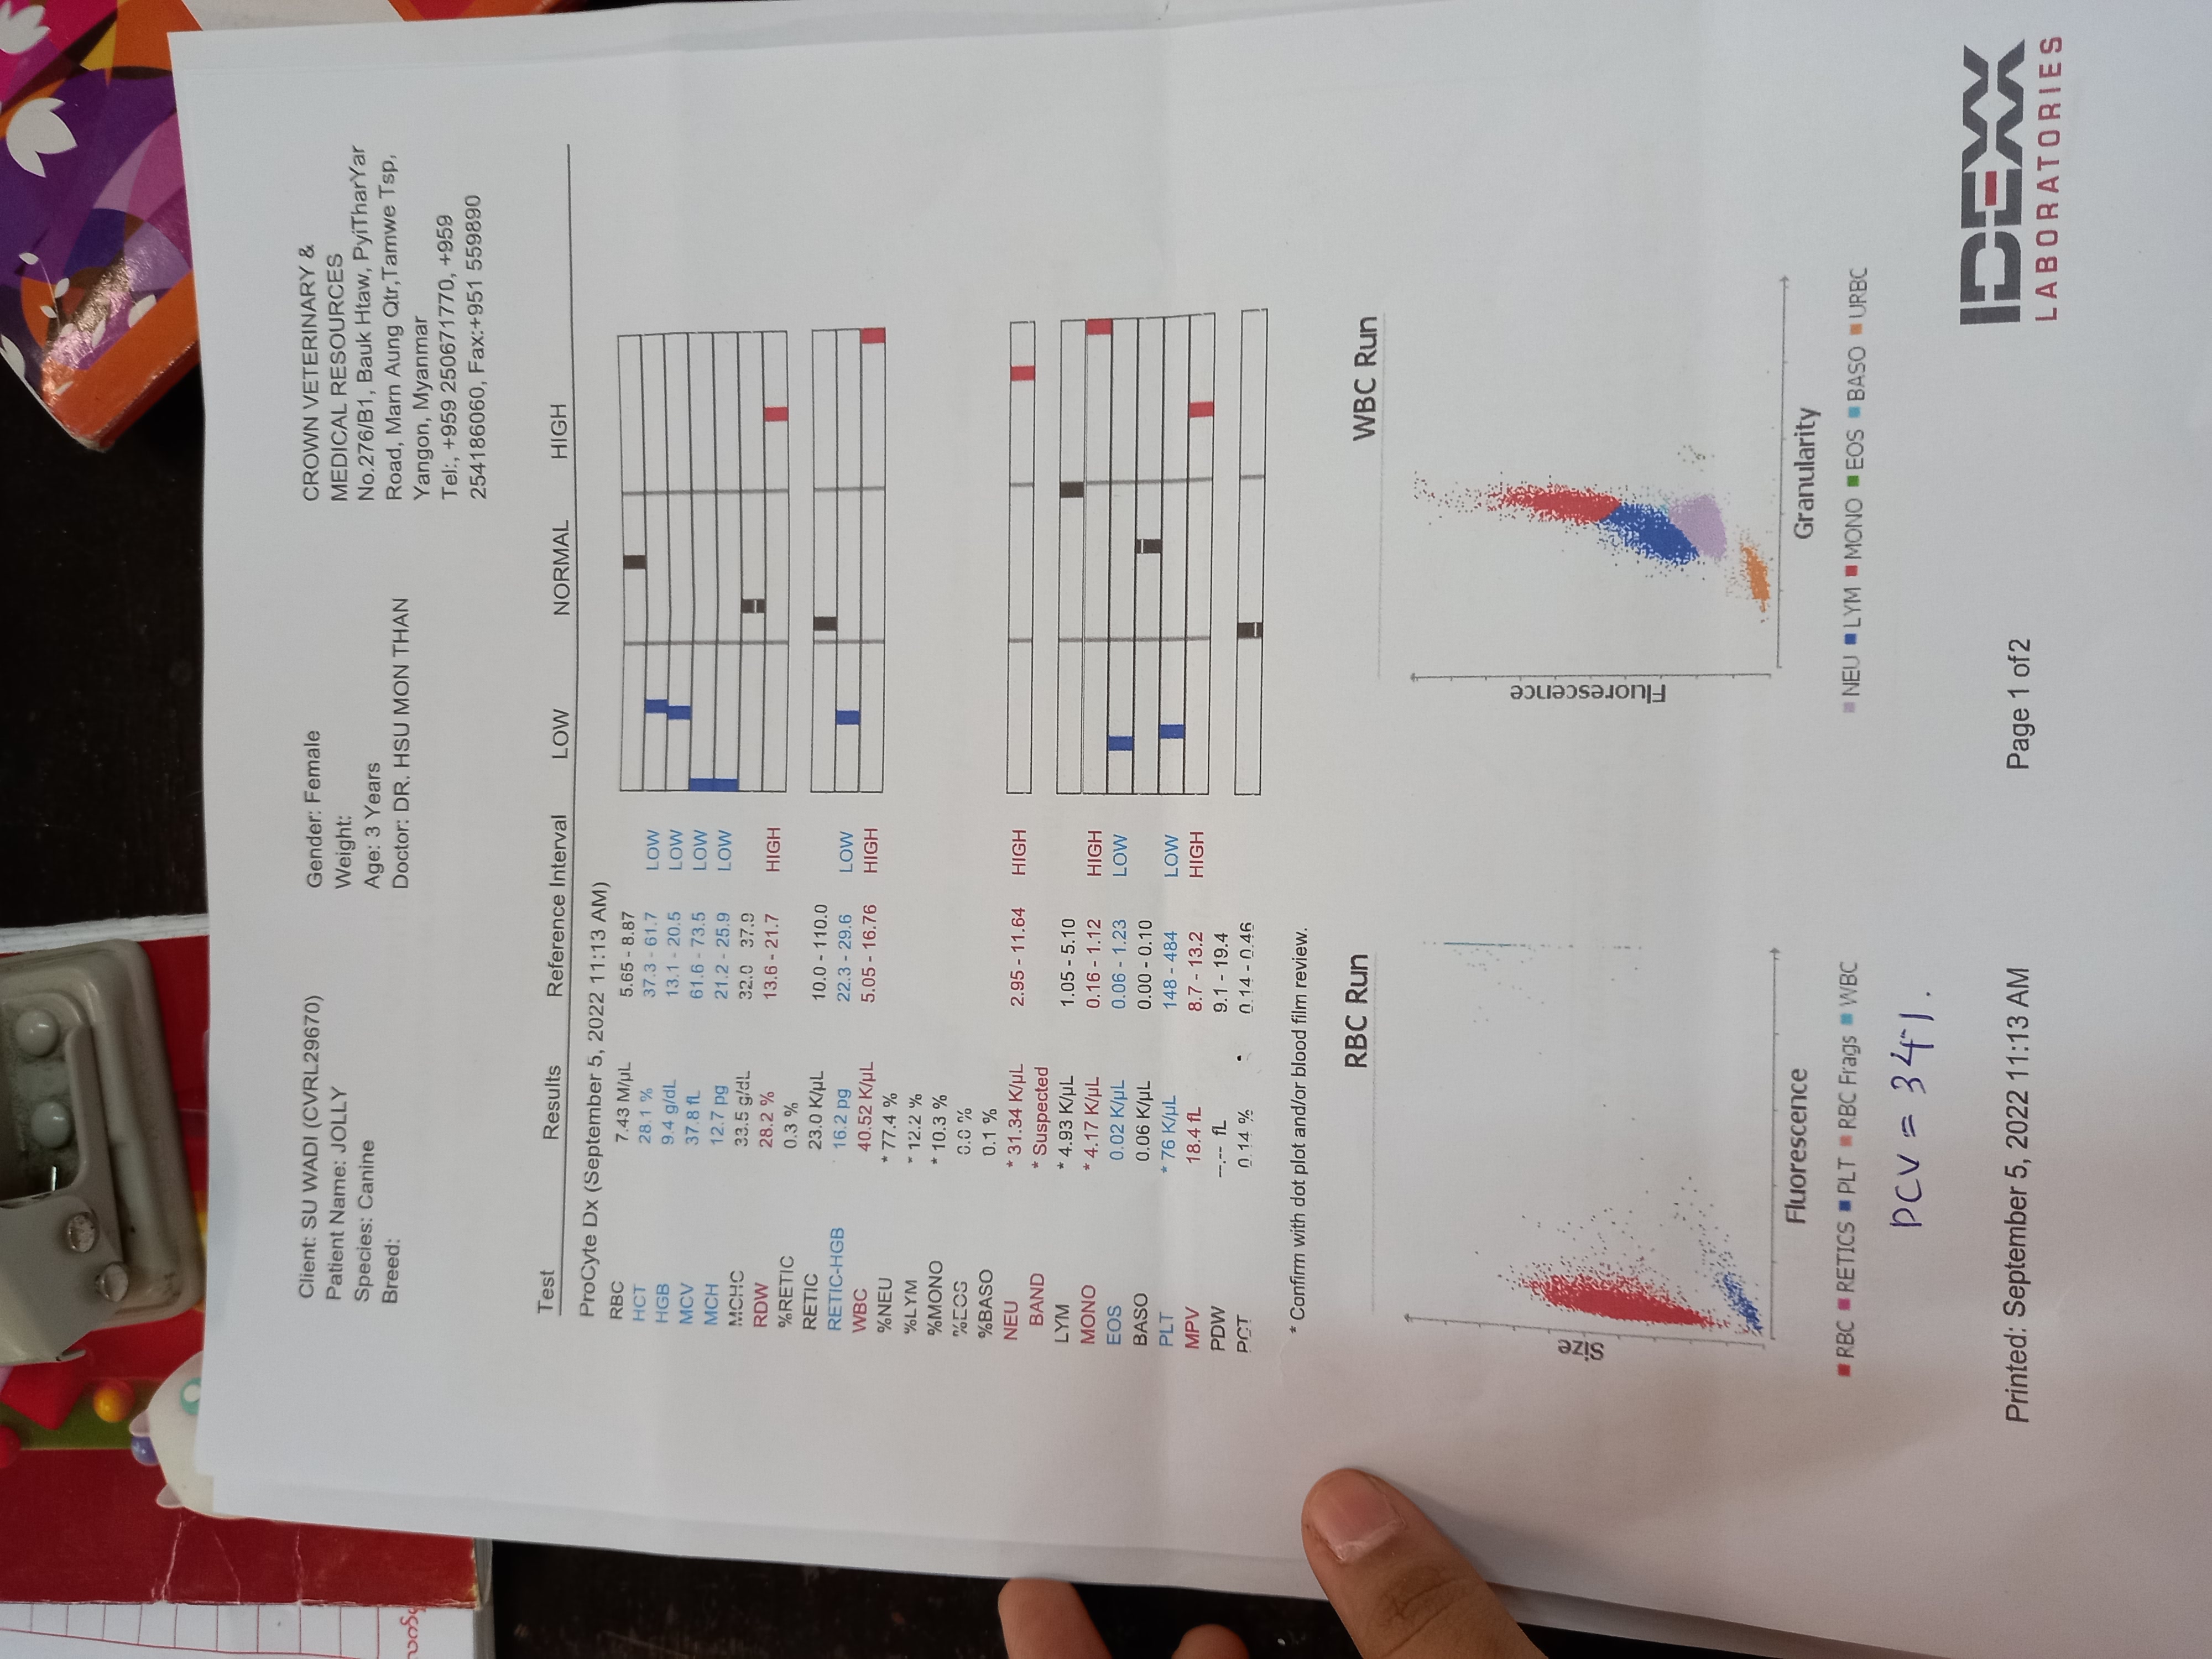 Client: SU WADI (CVRL29670)
Patient Name: JOLLY
Species: Canine
Breed:
Gender: Female
Weight:
Age: 3 Years
Doctor: DR. HSU MON THAN
CROWN VETERINARY &
MEDICAL RESOURCES
No.276/B1, Bauk Htaw, PyiTharYar
Road, Marn Aung Qtr,Tamwe Tsp,
Yangon, Myanmar
Tel:, +959 250671770, +959
254186060, Fax:+951 559890
Test Results Reference Interval LOW NORMAL HIGH
ProCyte Dx (September 5, 2022 11:13 AM)
RBC 7.43 M/µL 5.65 - 8.87
HCT 28.1 % 37.3 - 61.7 LOW
HGB 9.4 g/dL 13.1 - 20.5 LOW
MCV 37.8 fL 61.6 - 73.5 LOW
MCH 12.7 pg 21.2 - 25.9 LOW
MCHC 33.5 g/dL 32.0 37.9
RDW 28.2 % 13.6 - 21.7 HIGH
%RETIC 0.3 %
RETIC 23.0 K/µL 10.0 - 110.0
RETIC-HGB 16.2 pg 22.3 - 29.6 LOW
WBC 40.52 K/µL 5.05 - 16.76 HIGH
%NEU * 77.4 %
%LYM * 12.2 %
%MONO * 10.3 %
%EOS 0.0 %
%BASO 0.1 %
NEU * 31.34 K/µL 2.95 - 11.64 HIGH
BAND * Suspected
LYM * 4.93 K/µL 1.05 - 5.10
MONO * 4.17 K/µL 0.16 - 1.12 HIGH
EOS 0.02 K/µL 0.06 - 1.23 LOW
BASO 0.06 K/µL 0.00 - 0.10
PLT * 76 K/µL 148 - 484 LOW
MPV 18.4 fL 8.7 - 13.2 HIGH
PDW --.-- fL 9.1 - 19.4
PCT 0.14 % 0.14 - 0.46
* Confirm with dot plot and/or blood film review.
RBC Run
Size
Fluorescence
RBC RETICS PLT RBC Frags WBC
WBC Run
Fluorescence
Granularity
NEU LYM MONO EOS BASO URBC
PCV =
Printed: September 5, 2022 11:13 AM
Page 1 of 2
IDEXX
LABORATORIES